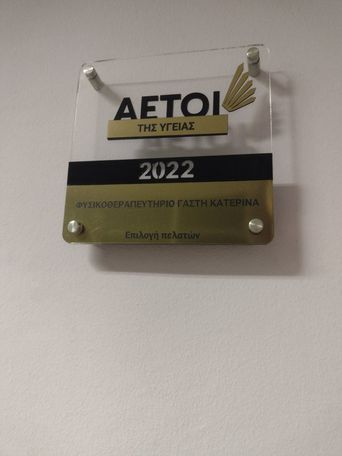 ΑΕΤΟΙ
ΤΗΣ ΥΓΕΙΑΣ
2022
ΦΥΣΙΚΟΘΕΡΑΠΕΥΤΗΡΙΟ ΓΑΣΤΗ ΚΑΤΕΡΙΝΑ
Επιλογή πελατών